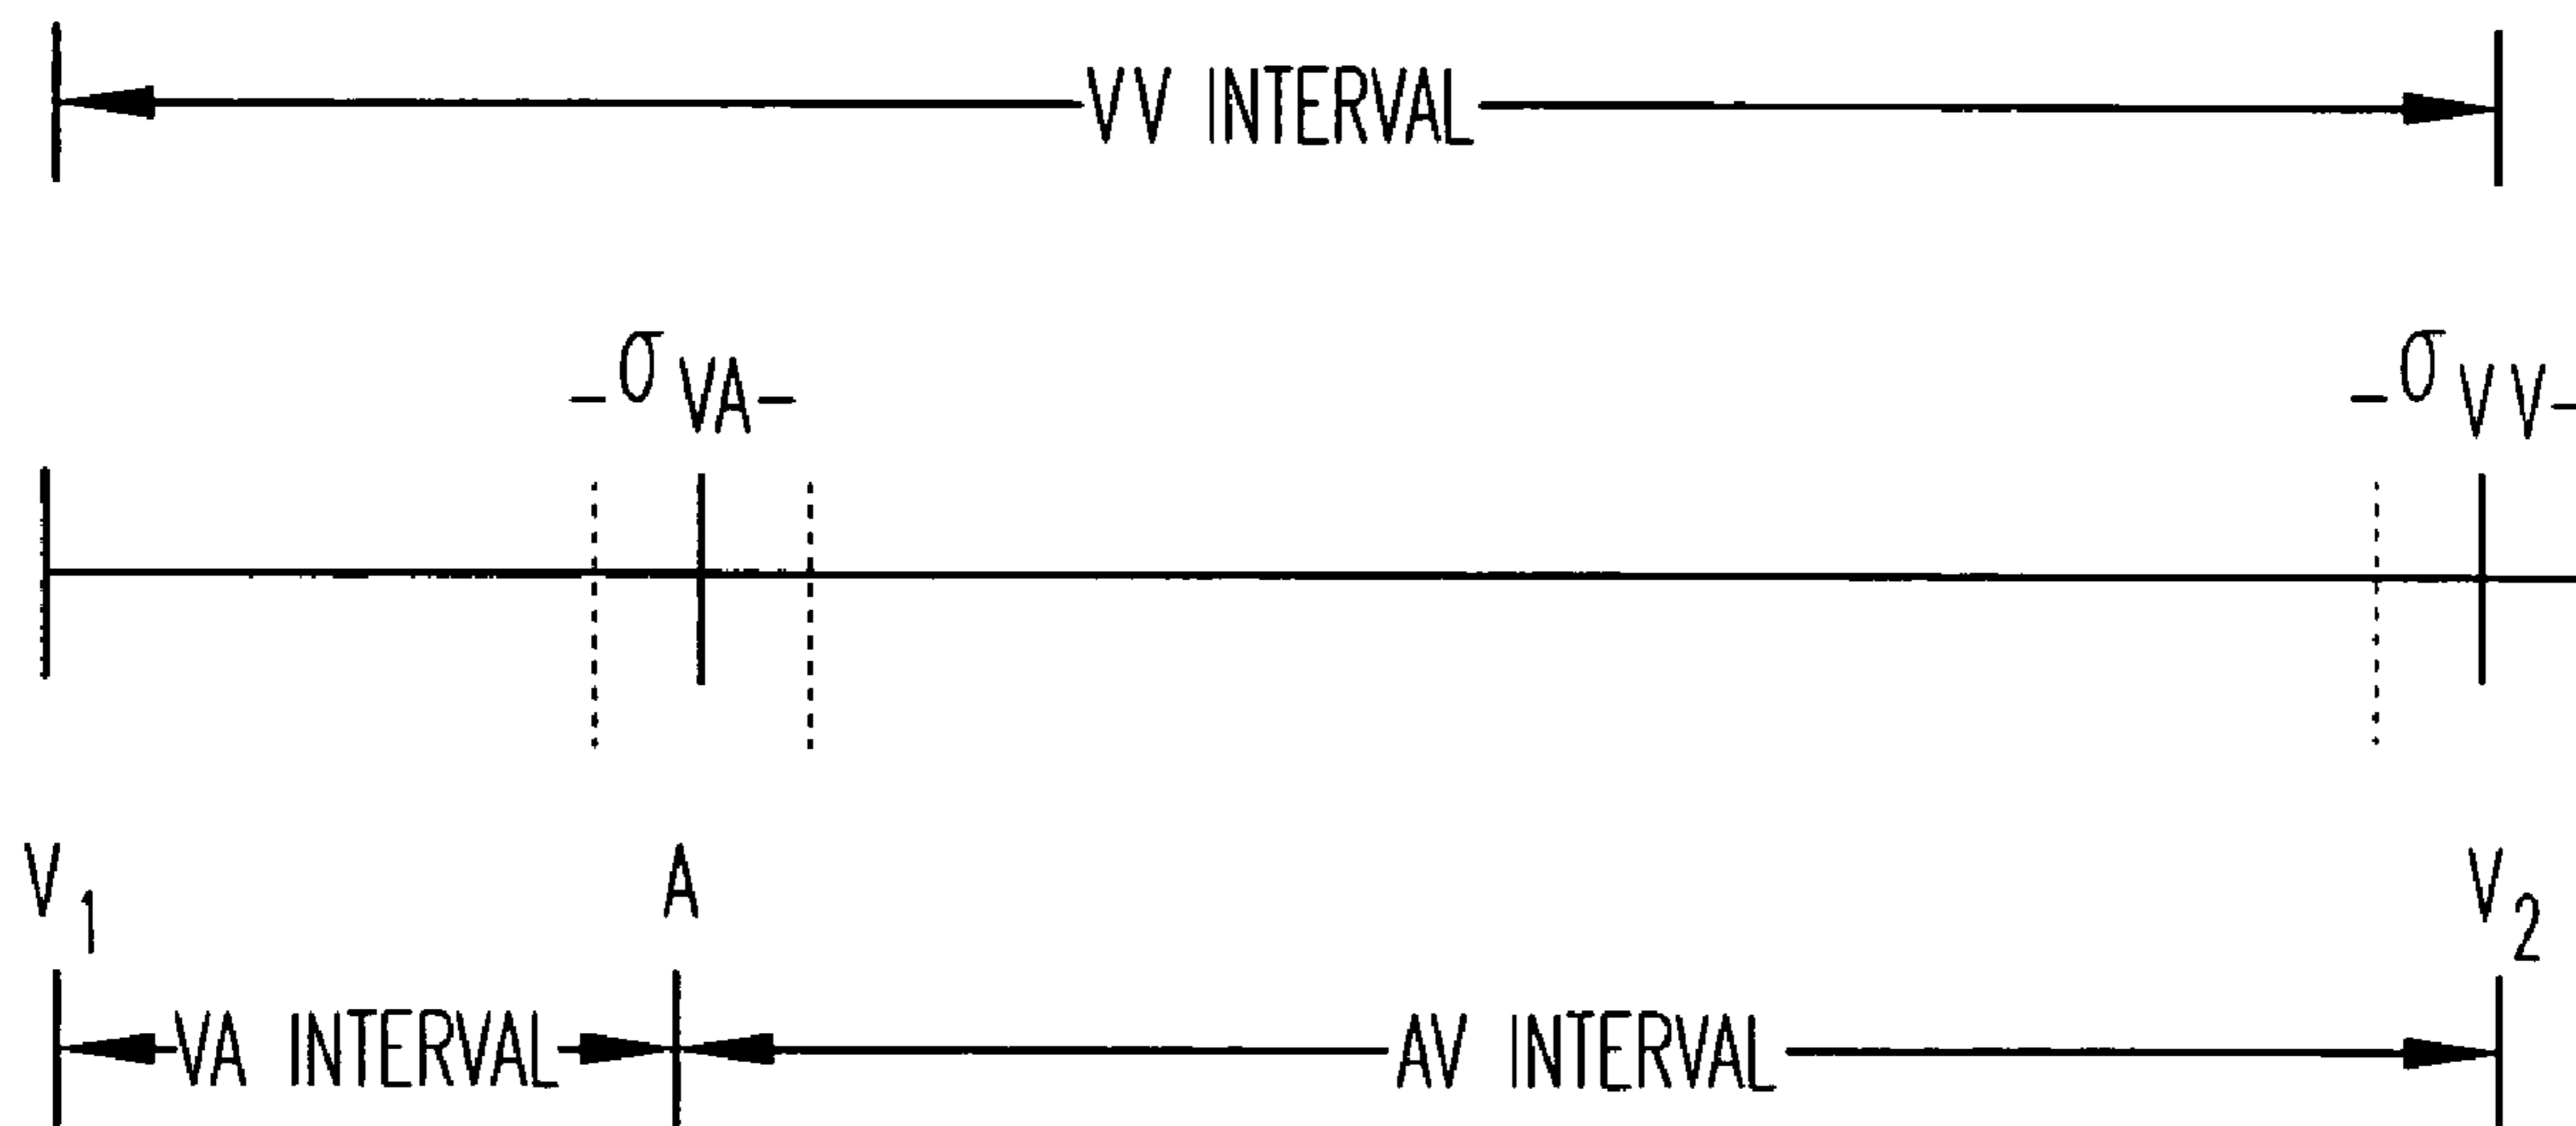 VV INTERVAL
-σVA-
-σVV-
V1
A
V2
VA INTERVAL
AV INTERVAL